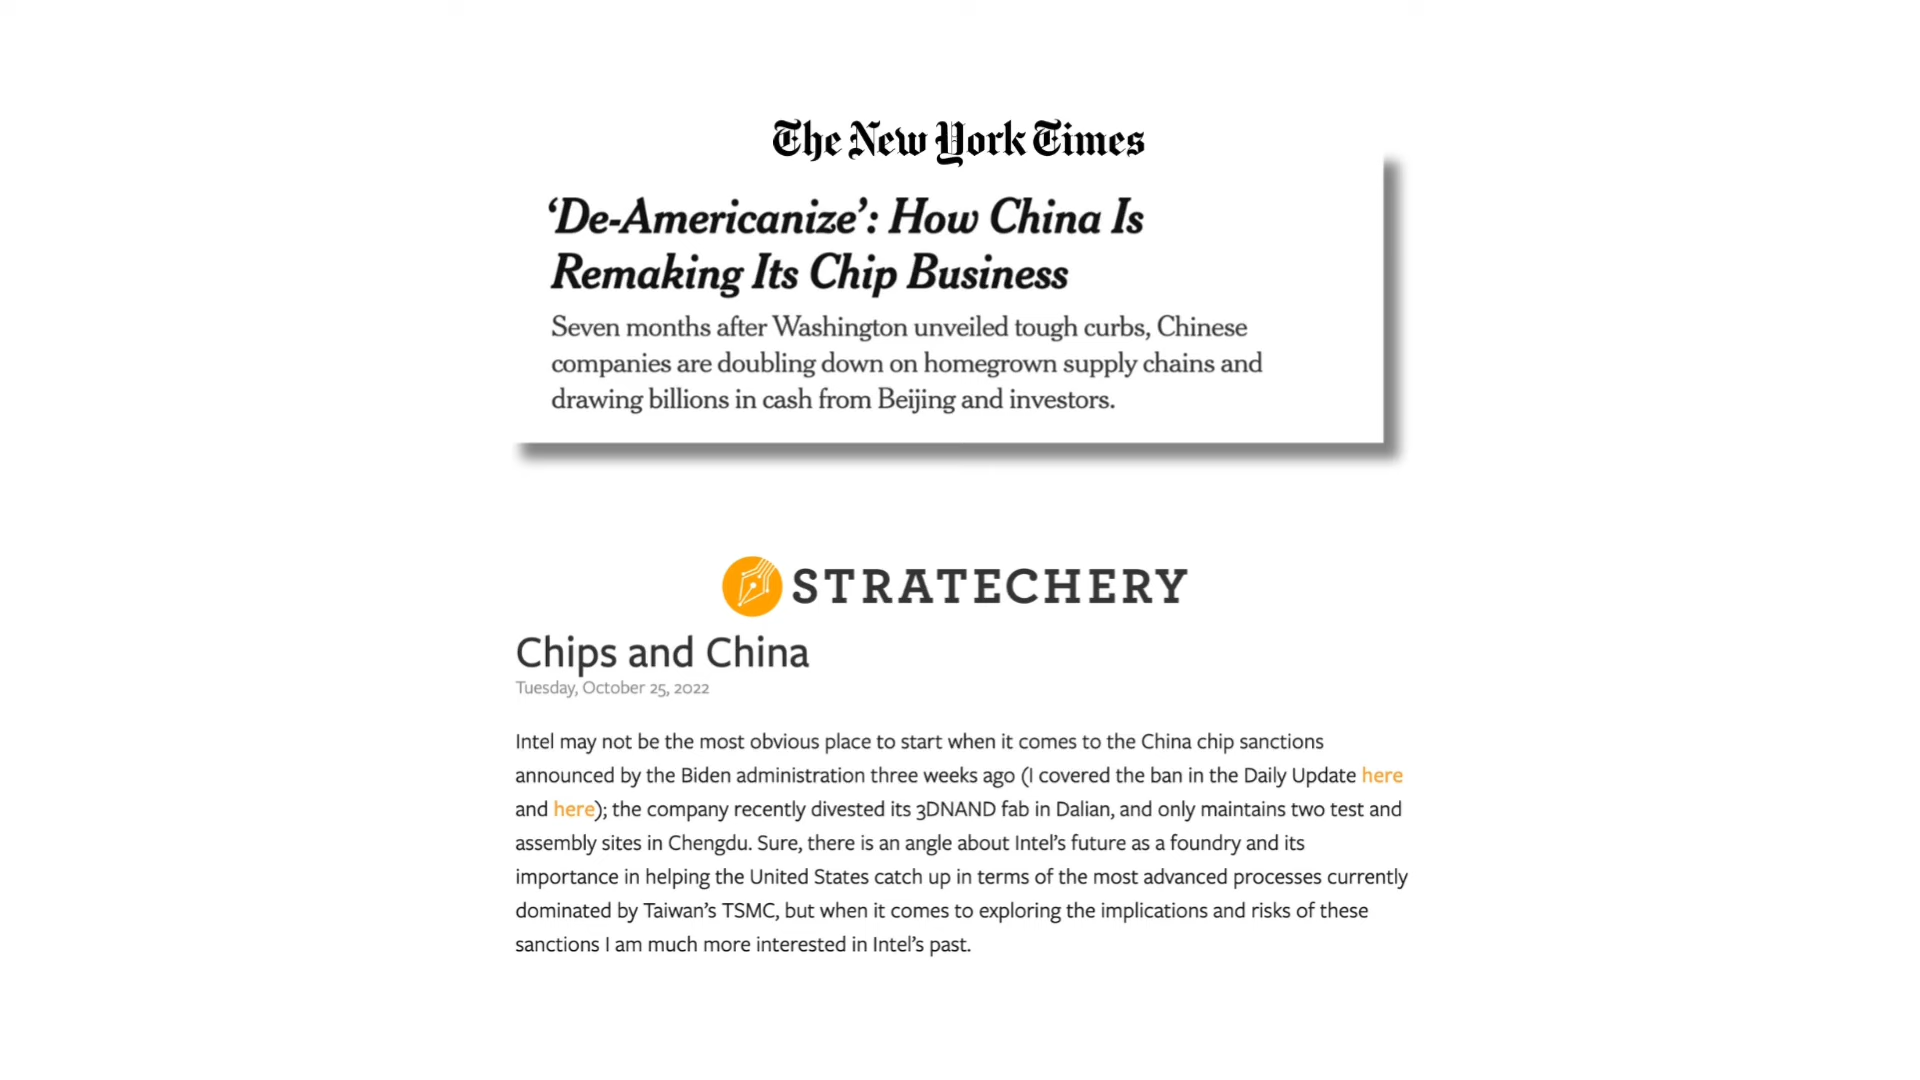 The New York Times
‘De-Americanize’: How China Is
Remaking Its Chip Business
Seven months after Washington unveiled tough curbs, Chinese
companies are doubling down on homegrown supply chains and
drawing billions in cash from Beijing and investors.
STRATECHERY
Chips and China
Tuesday, October 25, 2022
Intel may not be the most obvious place to start when it comes to the China chip sanctions
announced by the Biden administration three weeks ago (I covered the ban in the Daily Update here
and here); the company recently divested its 3DNAND fab in Dalian, and only maintains two test and
assembly sites in Chengdu. Sure, there is an angle about Intel’s future as a foundry and its
importance in helping the United States catch up in terms of the most advanced processes currently
dominated by Taiwan’s TSMC, but when it comes to exploring the implications and risks of these
sanctions I am much more interested in Intel’s past.